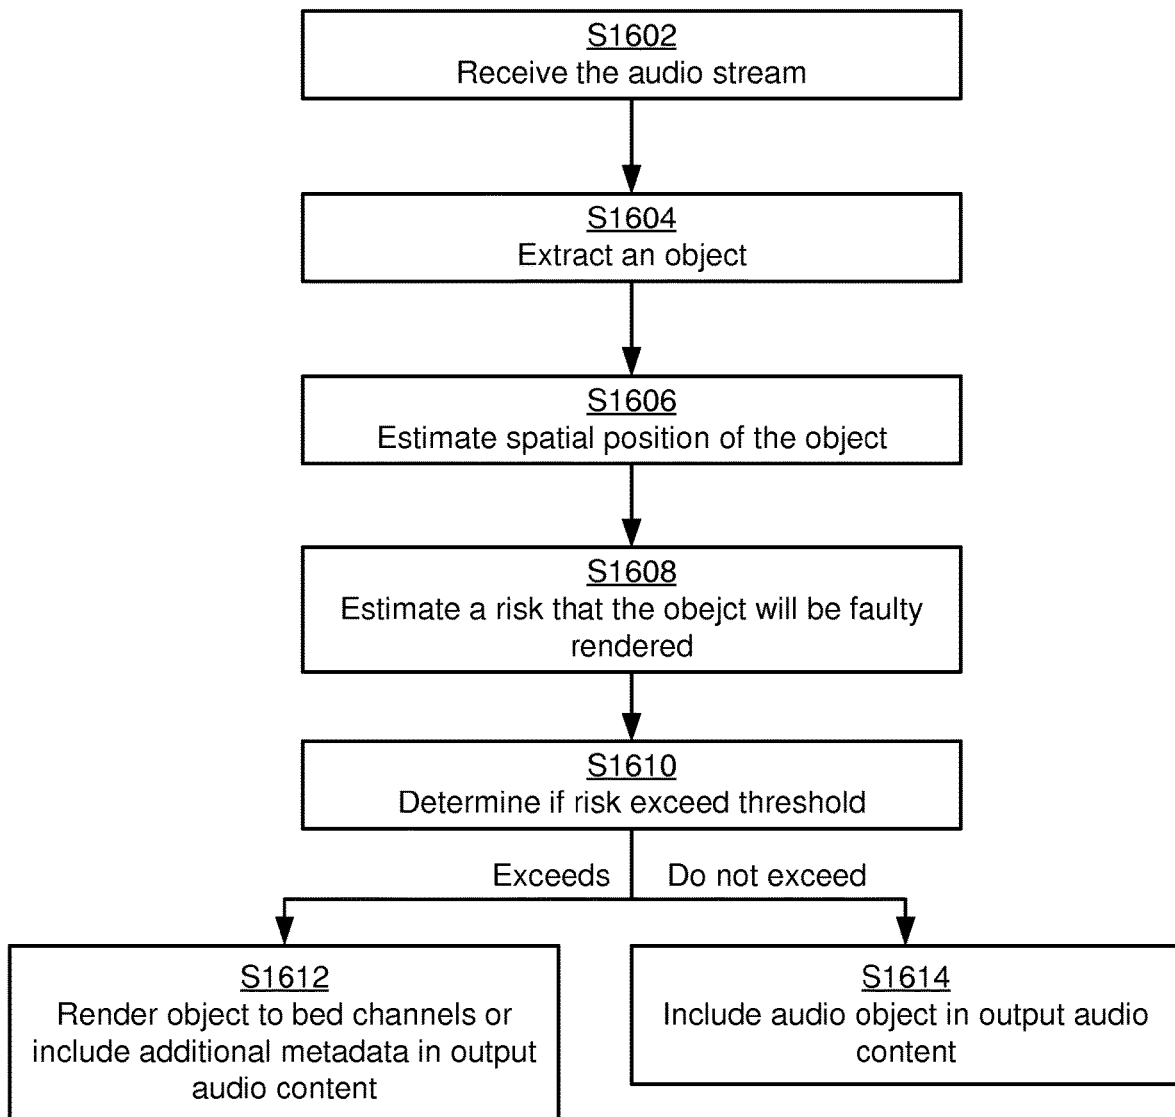 S1602
Receive the audio stream
S1604
Extract an object
S1606
Estimate spatial position of the object
S1608
Estimate a risk that the obejct will be faulty
rendered
S1610
Determine if risk exceed threshold
Exceeds
Do not exceed
S1612
Render object to bed channels or
include additional metadata in output
audio content
S1614
Include audio object in output audio
content